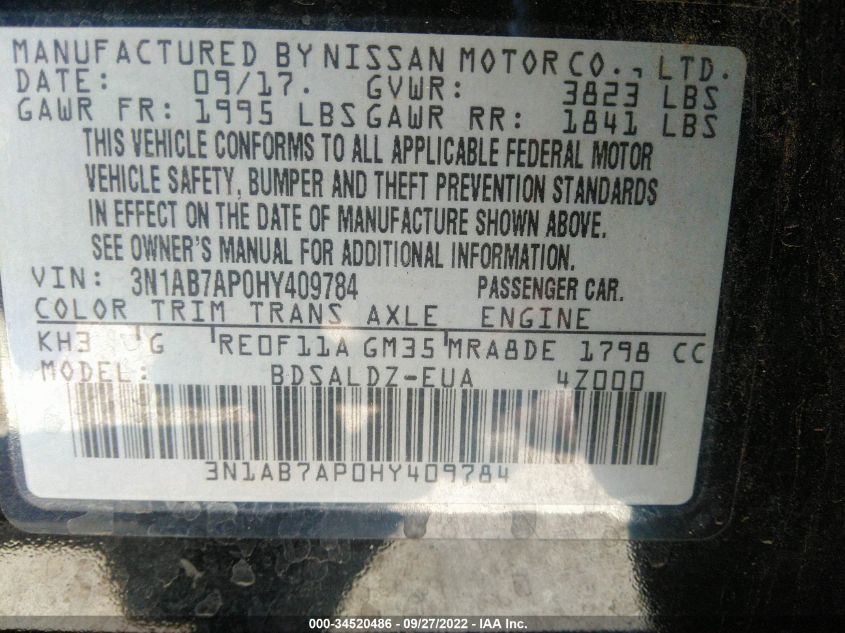 MANUFACTURED BY NISSAN MOTOR CO., LTD.
DATE: 09/17. GVWR: 3823 LBS
GAWR FR: 1995 LBS GAWR RR: 1841 LBS
THIS VEHICLE CONFORMS TO ALL APPLICABLE FEDERAL MOTOR
VEHICLE SAFETY, BUMPER AND THEFT PREVENTION STANDARDS
IN EFFECT ON THE DATE OF MANUFACTURE SHOWN ABOVE.
SEE OWNER'S MANUAL FOR ADDITIONAL INFORMATION.
VIN: 3N1AB7AP0HY409784 PASSENGER CAR.
COLOR TRIM TRANS AXLE ENGINE
KH3 G RE0F11A GM35 MRA8DE 1798 CC
MODEL: BDSALDZ-EUA 4Z000
3N1AB7AP0HY409784
000-34520486 - 09/27/2022 - IAA Inc.